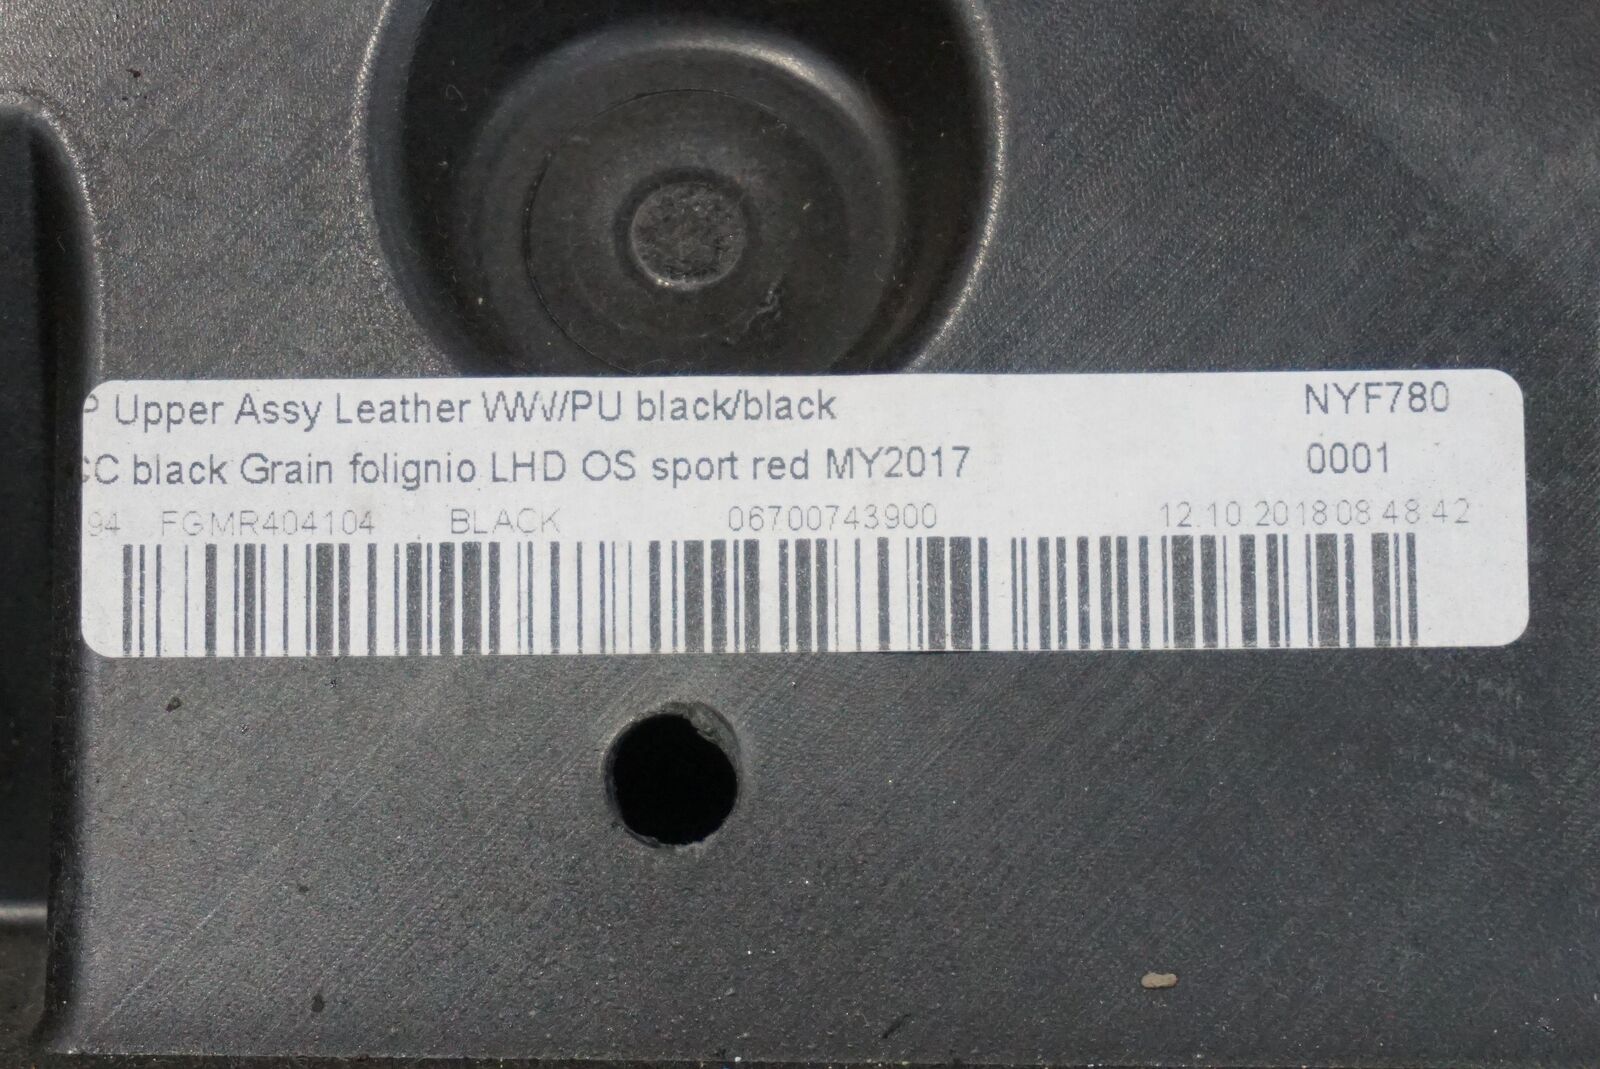 P Upper Assy Leather WW/PU black/black NYF780
CC black Grain folignio LHD OS sport red MY2017 0001
94 FGMR404104 BLACK 06700743900 12.10.2018 08:48:42